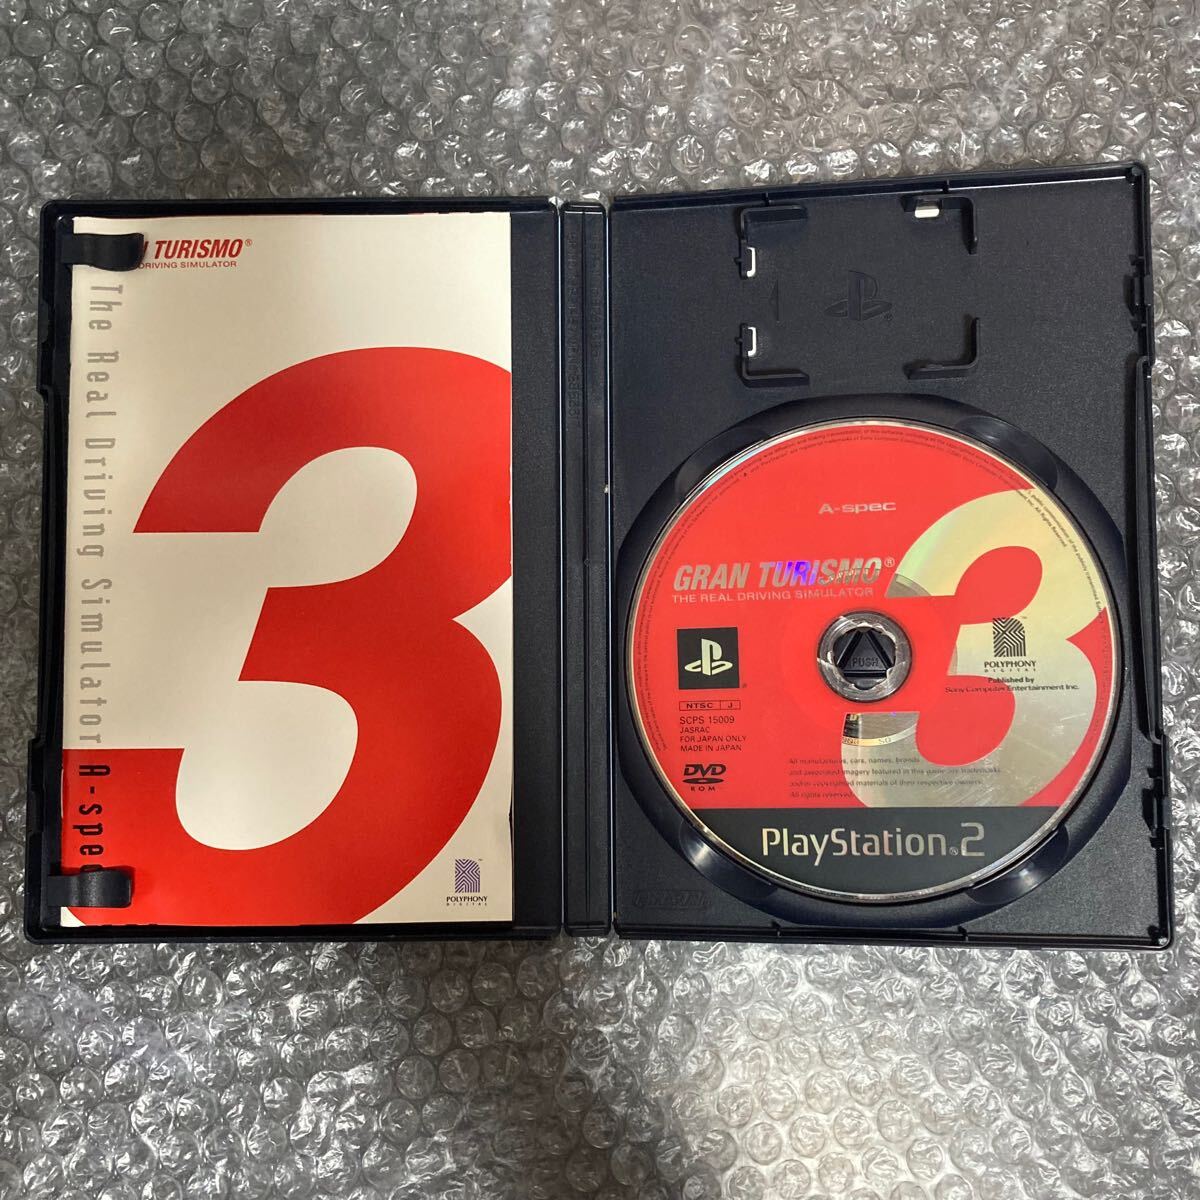 TURISMO®
DRIVING SIMULATOR
The Real Driving Simulator A-spec
3
POLYPHONY
DIGITAL
A-spec
GRAN TURISMO®
THE REAL DRIVING SIMULATOR
3
PUSH
POLYPHONY
DIGITAL
Published by
Sony Computer Entertainment Inc.
NTSC J
SCPS 15009
JASRAC
FOR JAPAN ONLY
MADE IN JAPAN
DVD
ROM
All manufacturers, cars, names, brands
and associated imagery featured in this game are trademarks
and/or copyrighted materials of their respective owners.
All rights reserved.
PlayStation®2